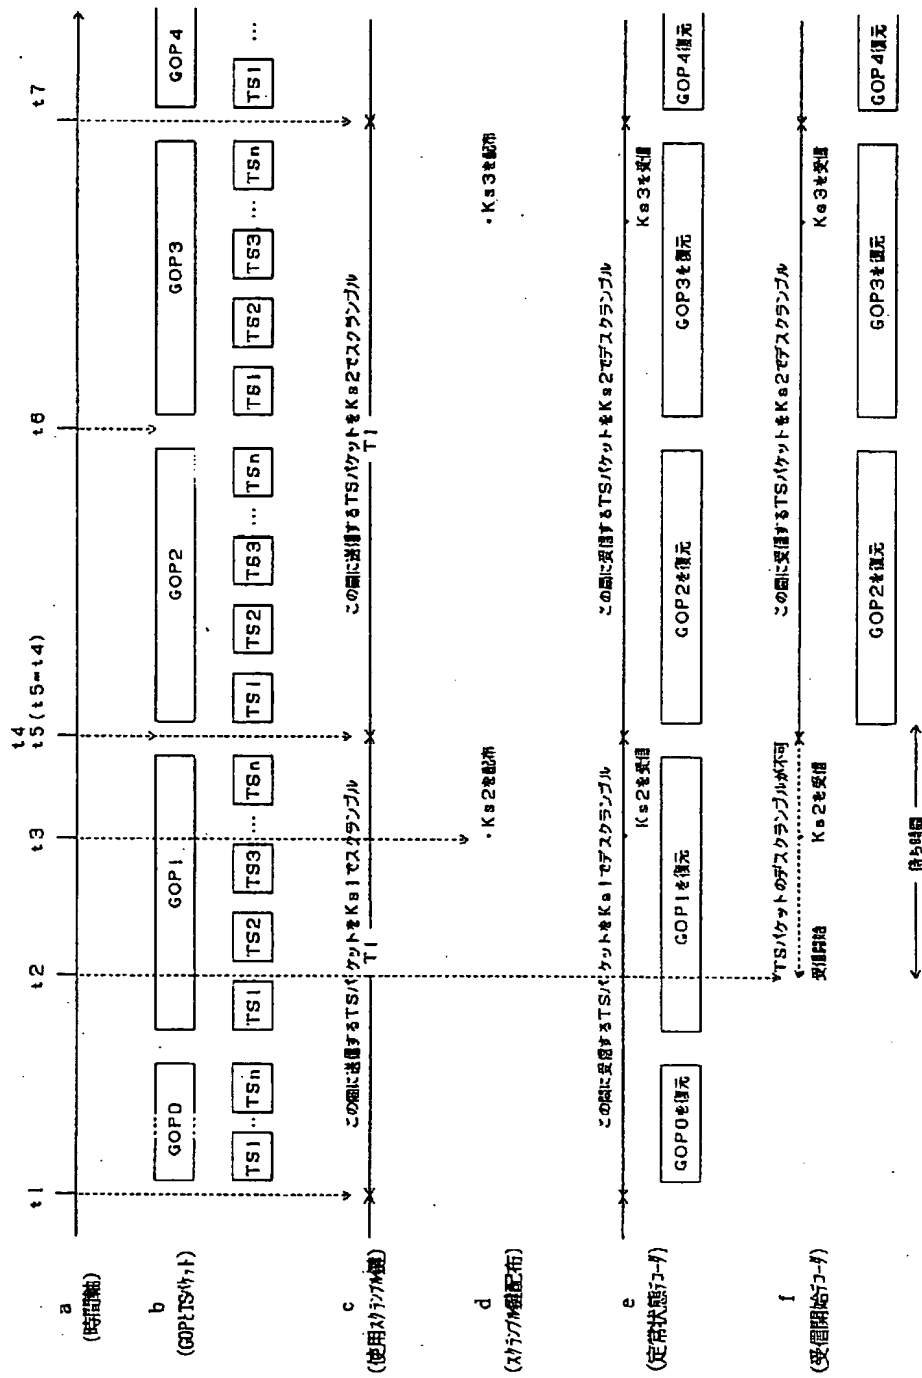 a
(時間軸)
t1
t2
t3
t4
t5(t5=t4)
t6
t7
b
(GOPとTSパケット)
GOP0
GOP1
GOP2
GOP3
GOP4
TS1
…
TSn
TS1
TS2
TS3
…
TSn
TS1
TS2
TS3
…
TSn
TS1
TS2
TS3
…
TSn
TS1
…
c
(使用スクランブル鍵)
この間に送信するTSパケットをKs1でスクランブル
T1
この間に送信するTSパケットをKs2でスクランブル
T1
d
(スクランブル鍵配布)
・Ks2を配布
・Ks3を配布
e
(定常状態デコーダ)
この間に受信するTSパケットをKs1でデスクランブル
この間に受信するTSパケットをKs2でデスクランブル
Ks2を受信
Ks3を受信
GOP0を復元
GOP1を復元
GOP2を復元
GOP3を復元
GOP4復元
f
(受信開始デコーダ)
TSパケットのデスクランブルが不可
この間に受信するTSパケットをKs2でデスクランブル
受信開始
Ks2を受信
Ks3を受信
GOP2を復元
GOP3を復元
GOP4復元
待ち時間